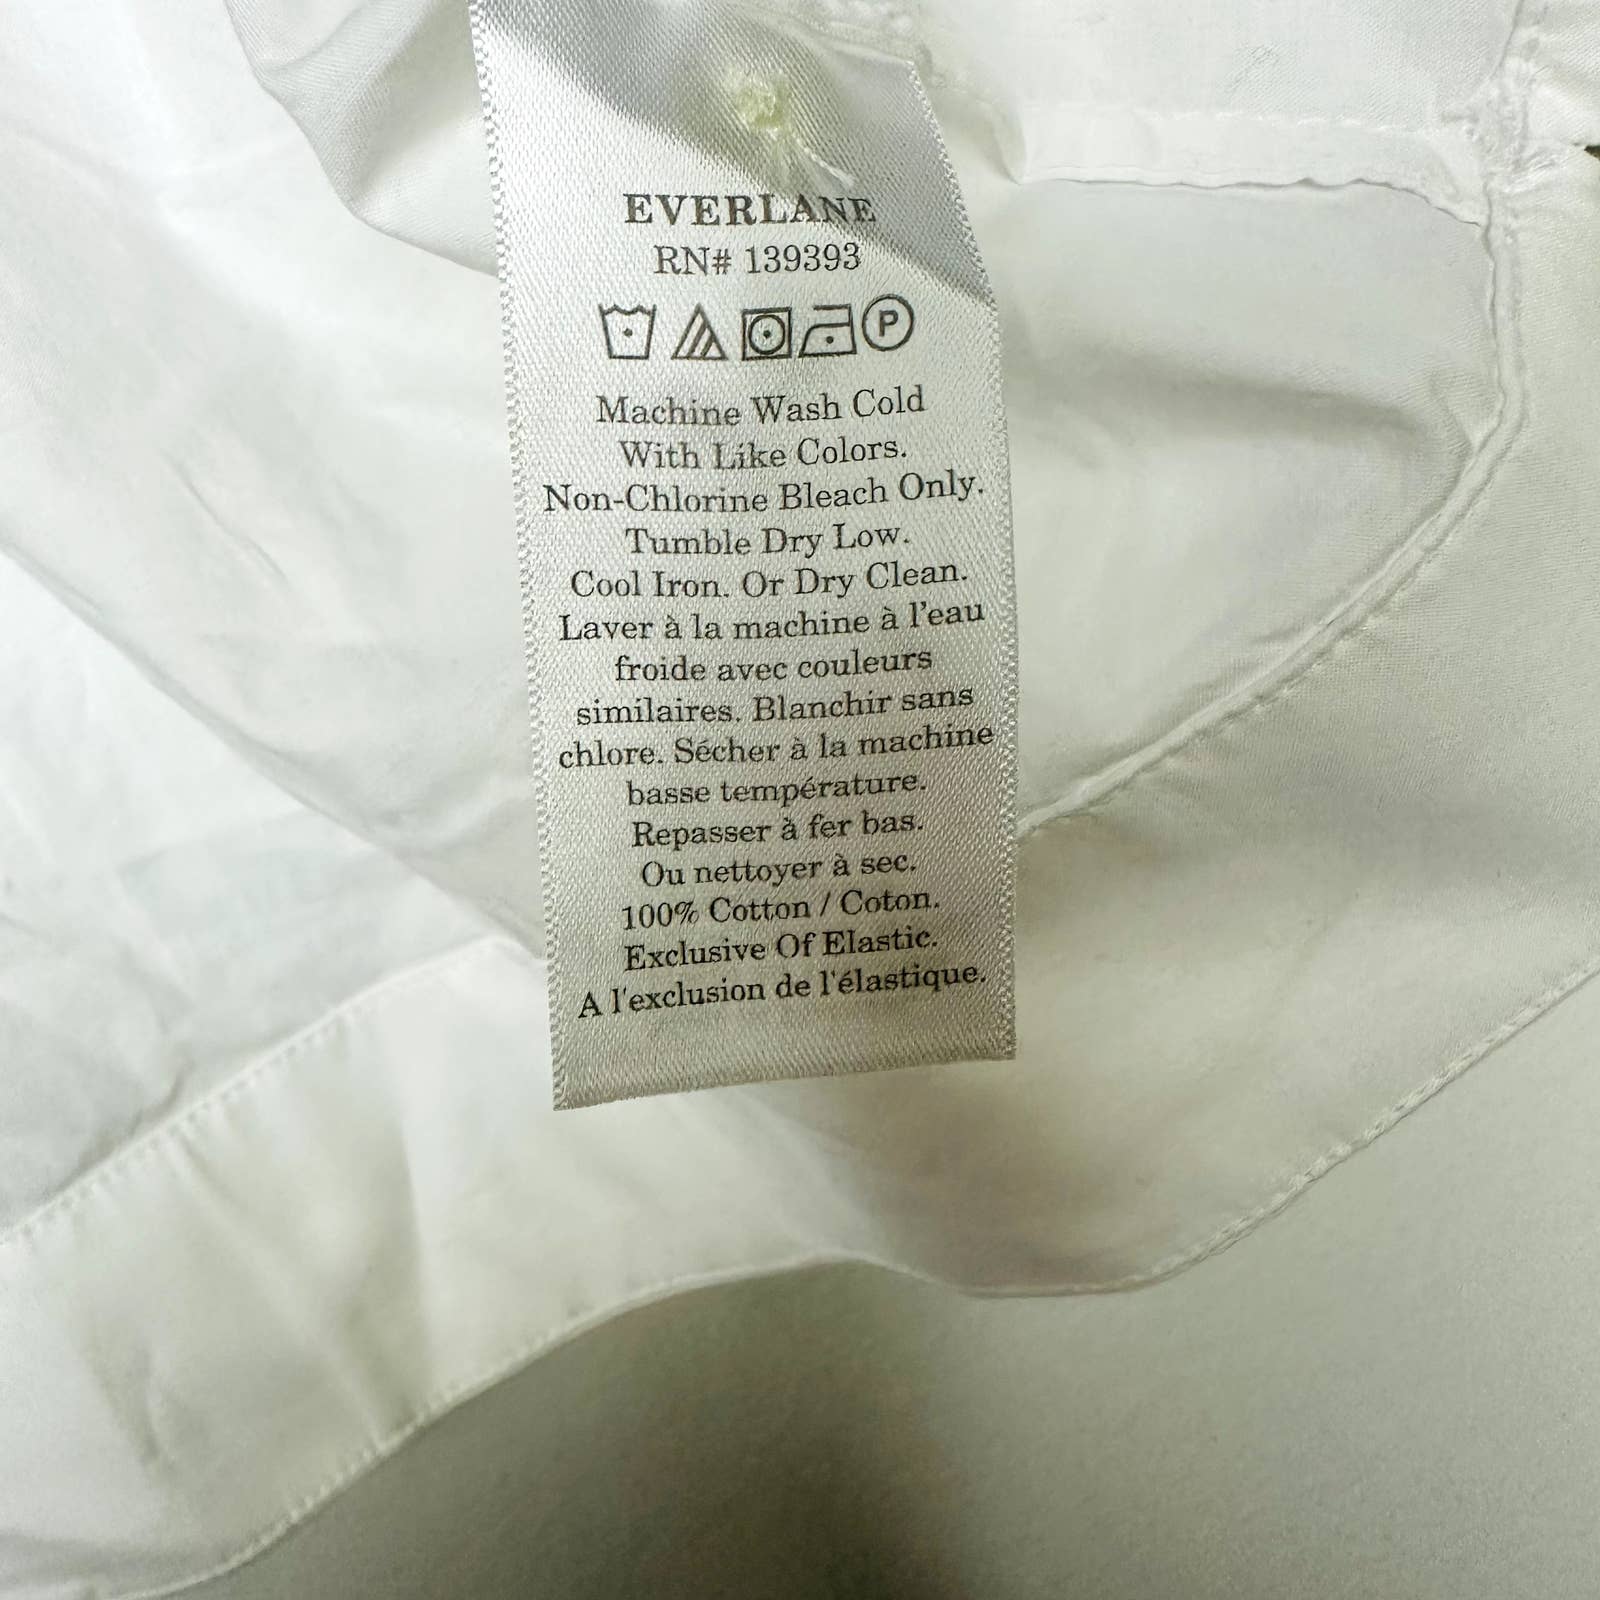 EVERLANE
RN# 139393
P
Machine Wash Cold
With Like Colors.
Non-Chlorine Bleach Only.
Tumble Dry Low.
Cool Iron. Or Dry Clean.
Laver à la machine à l'eau
froide avec couleurs
similaires. Blanchir sans
chlore. Sécher à la machine
basse température.
Repasser à fer bas.
Ou nettoyer à sec.
100% Cotton / Coton.
Exclusive Of Elastic.
A l'exclusion de l'élastique.